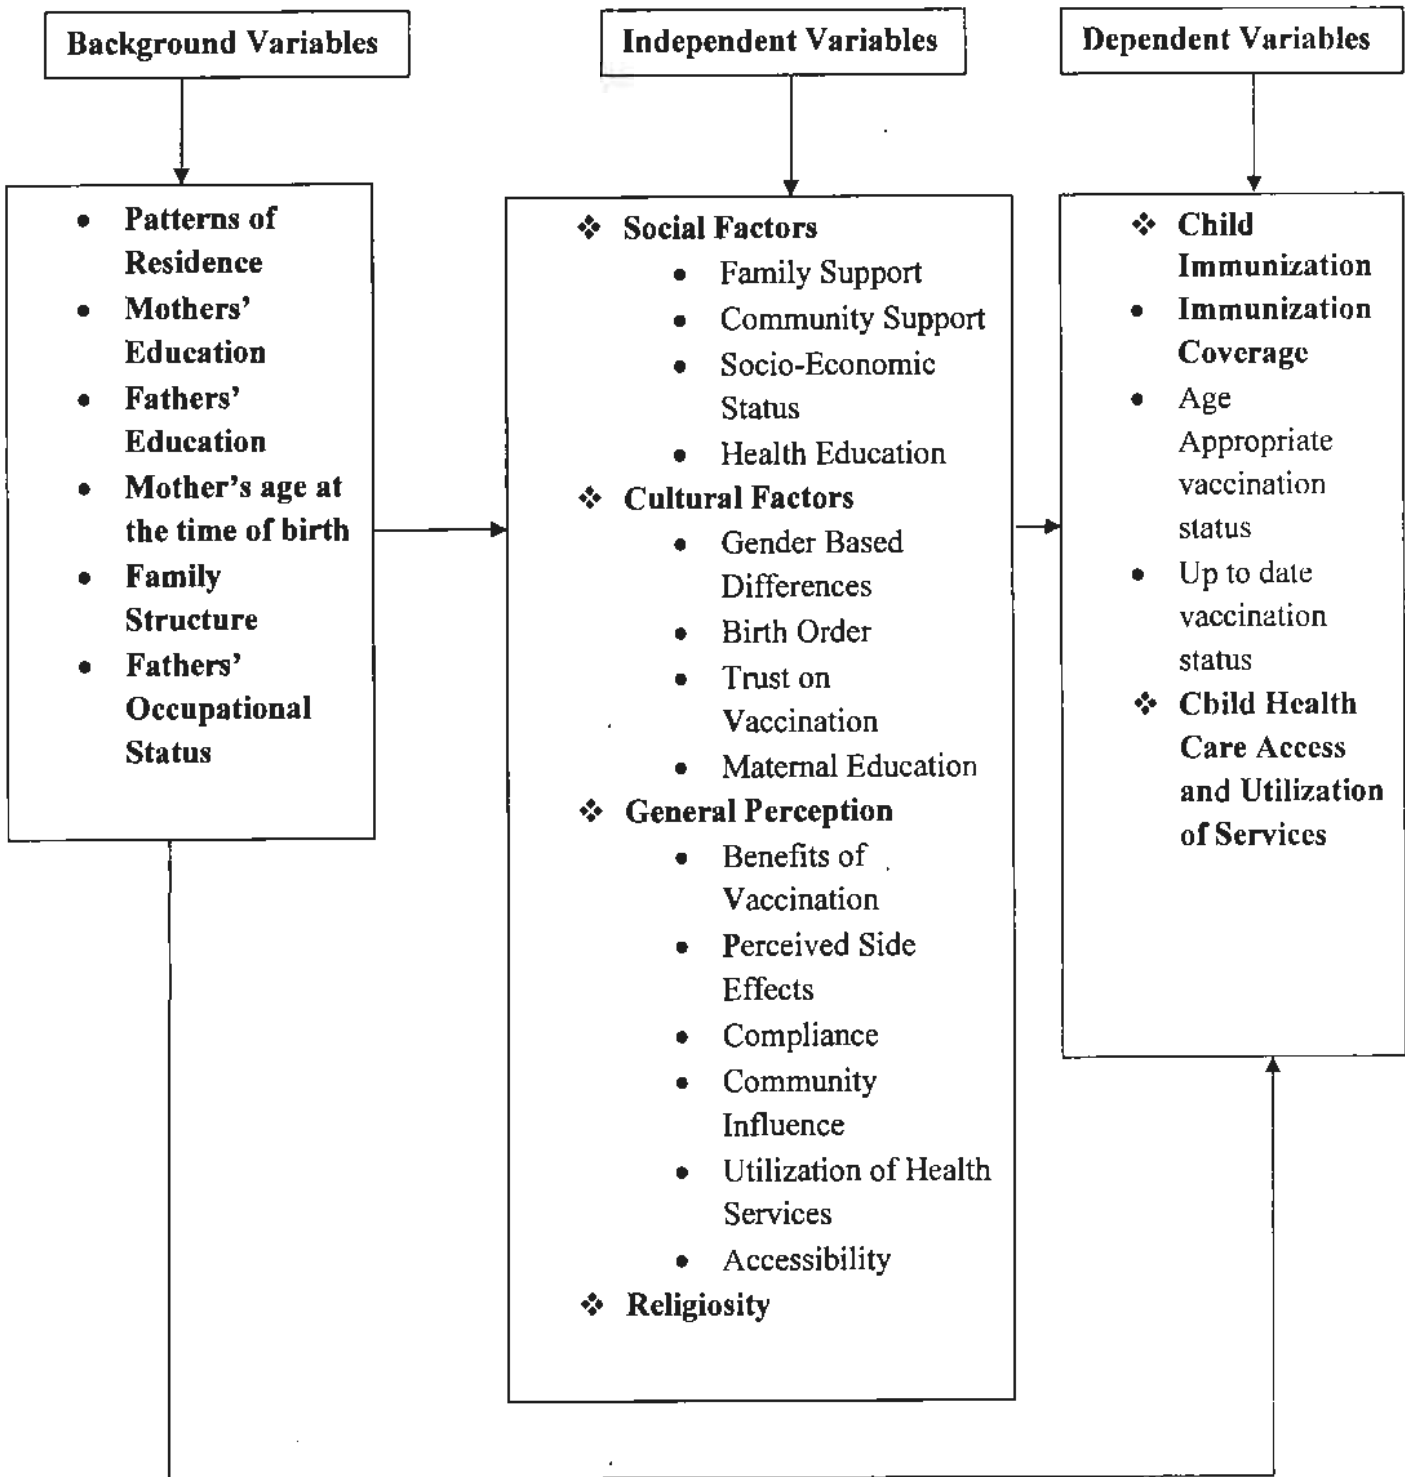 Background Variables
Independent Variables
Dependent Variables
• Patterns of
Residence
• Mothers’
Education
• Fathers’
Education
• Mother’s age at
the time of birth
• Family
Structure
• Fathers’
Occupational
Status
❖ Social Factors
• Family Support
• Community Support
• Socio-Economic
Status
• Health Education
❖ Cultural Factors
• Gender Based
Differences
• Birth Order
• Trust on
Vaccination
• Maternal Education
❖ General Perception
• Benefits of
Vaccination
• Perceived Side
Effects
• Compliance
• Community
Influence
• Utilization of Health
Services
• Accessibility
❖ Religiosity
❖ Child
Immunization
• Immunization
Coverage
• Age
Appropriate
vaccination
status
• Up to date
vaccination
status
❖ Child Health
Care Access
and Utilization
of Services